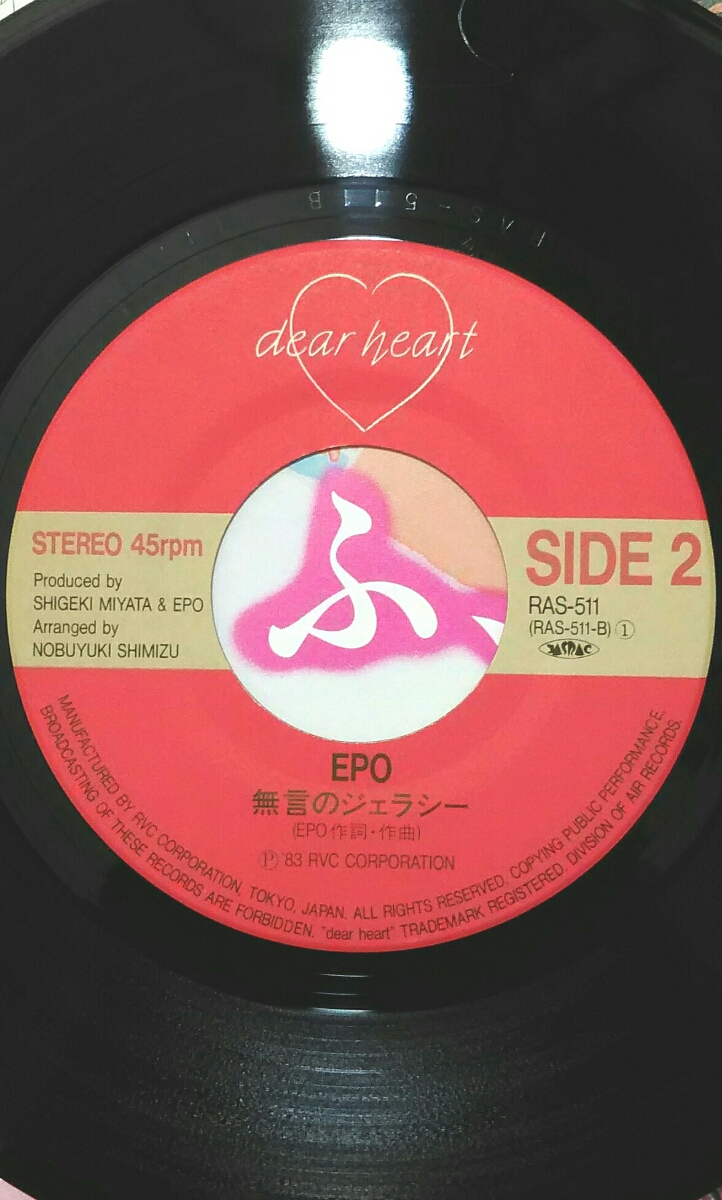 RAS-511B
dear heart
STEREO 45rpm
Produced by
SHIGEKI MIYATA & EPO
Arranged by
NOBUYUKI SHIMIZU
ふ
SIDE 2
RAS-511
(RAS-511-B) ①
JASRAC
EPO
無言のジェラシー
(EPO 作詞・作曲)
Ⓟ '83 RVC CORPORATION
MANUFACTURED BY RVC CORPORATION, TOKYO, JAPAN. ALL RIGHTS RESERVED. COPYING PUBLIC PERFORMANCE.
BROADCASTING OF THESE RECORDS ARE FORBIDDEN. "dear heart" TRADEMARK REGISTERED. DIVISION OF AIR RECORDS.